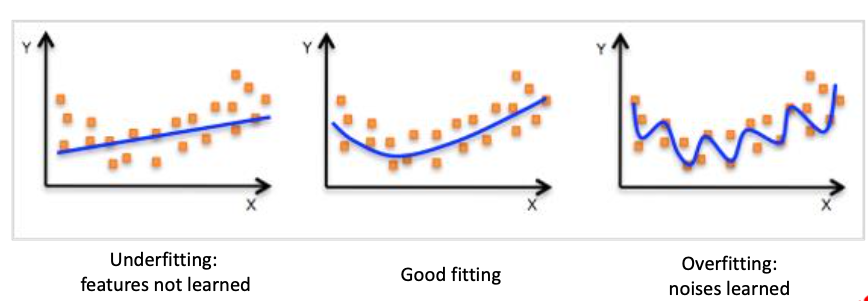 Y
X
Y
X
Y
X
Underfitting:
features not learned
Good fitting
Overfitting:
noises learned